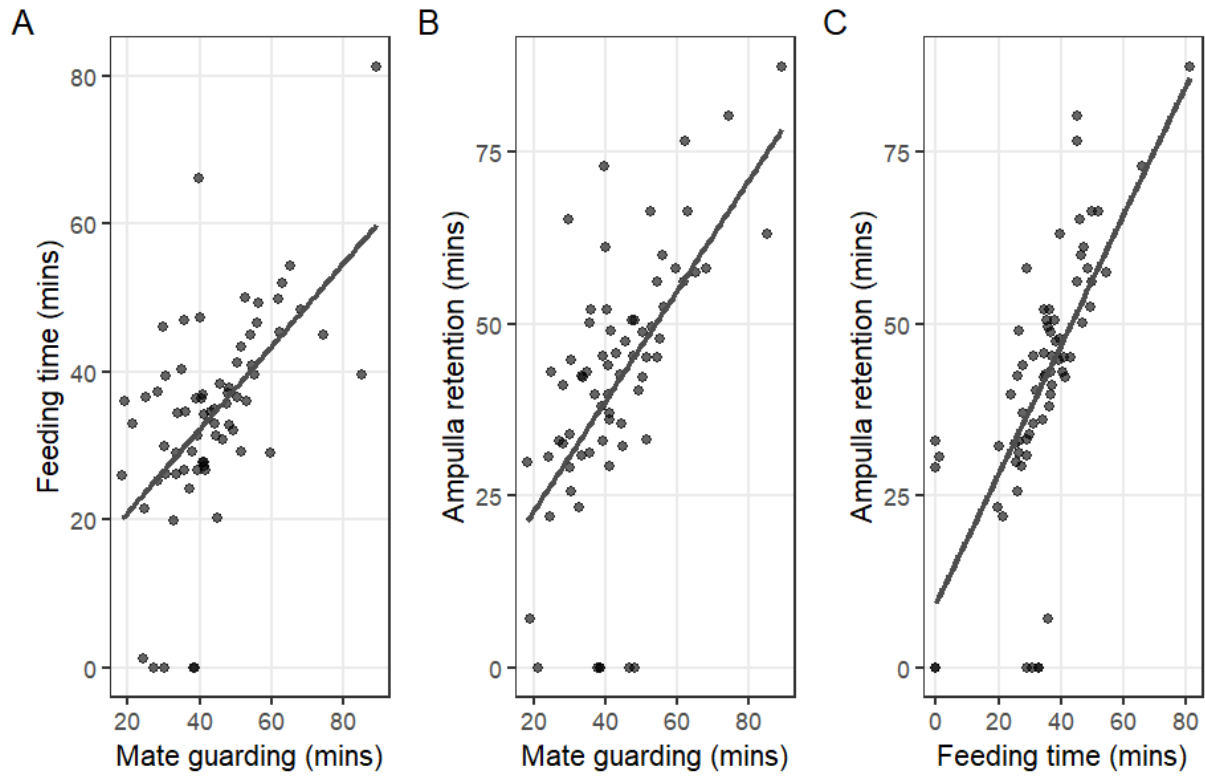 A
B
C
Feeding time (mins)
80
60
40
20
0
20 40 60 80
Mate guarding (mins)
Ampulla retention (mins)
75
50
25
0
20 40 60 80
Mate guarding (mins)
Ampulla retention (mins)
75
50
25
0
0 20 40 60 80
Feeding time (mins)